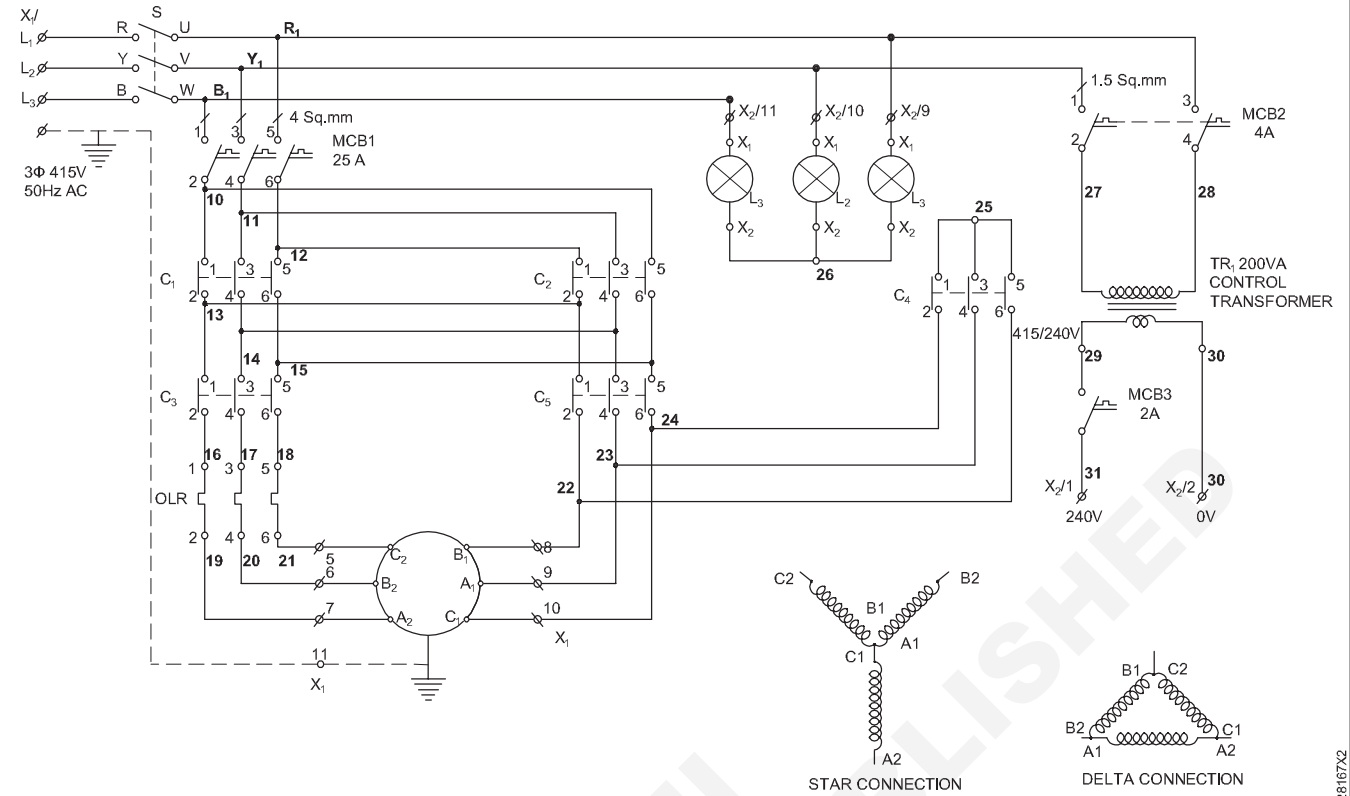 X1/
L1 R S U R1
L2 Y V Y1
L3 B W B1
3Φ 415V
50Hz AC
4 Sq.mm
1 3 5
MCB1
25 A
2 4 6
10
11
12
X2/11 X2/10 X2/9
X1 X1 X1
L3 L2 L3
X2 X2 X2
26
1.5 Sq.mm
1 3
MCB2
4A
2 4
27 28
TR1 200VA
CONTROL
TRANSFORMER
415/240V
29 30
MCB3
2A
31 30
X2/1 X2/2
240V 0V
C1 1 3 5
2 4 6
C2 1 3 5
2 4 6
25
C4 1 3 5
2 4 6
13
14
15
C3 1 3 5
2 4 6
C5 1 3 5
2 4 6
24
23
22
16 17 18
1 3 5
OLR
2 4 6
19 20 21
5 C2 B1 8
6 B2 A1 9
7 A2 C1 10
X1
11
X1
C2 B2
B1
C1 A1
A2
STAR CONNECTION
B1 C2
B2 C1
A1 A2
DELTA CONNECTION
28167X2